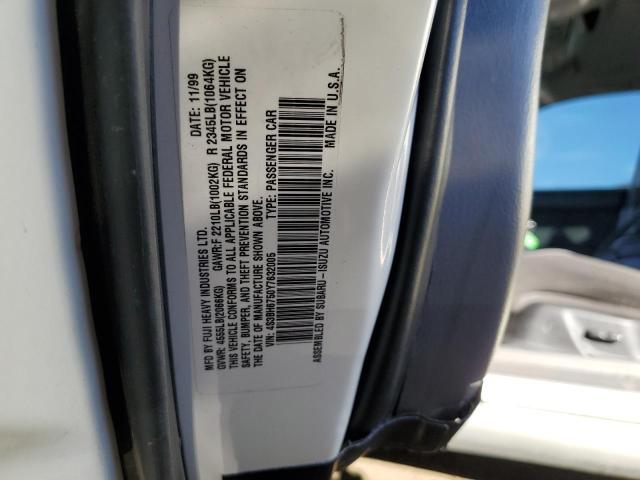 MFD BY FUJI HEAVY INDUSTRIES LTD. DATE: 11/99
GVWR: 4555LB(2066KG) GAWR:F 2210LB(1002KG) R 2345LB(1064KG)
THIS VEHICLE CONFORMS TO ALL APPLICABLE FEDERAL MOTOR VEHICLE
SAFETY, BUMPER, AND THEFT PREVENTION STANDARDS IN EFFECT ON
THE DATE OF MANUFACTURE SHOWN ABOVE.
VIN: 4S3BH6750Y7632005 TYPE: PASSENGER CAR
ASSEMBLED BY SUBARU-ISUZU AUTOMOTIVE INC. MADE IN U.S.A.